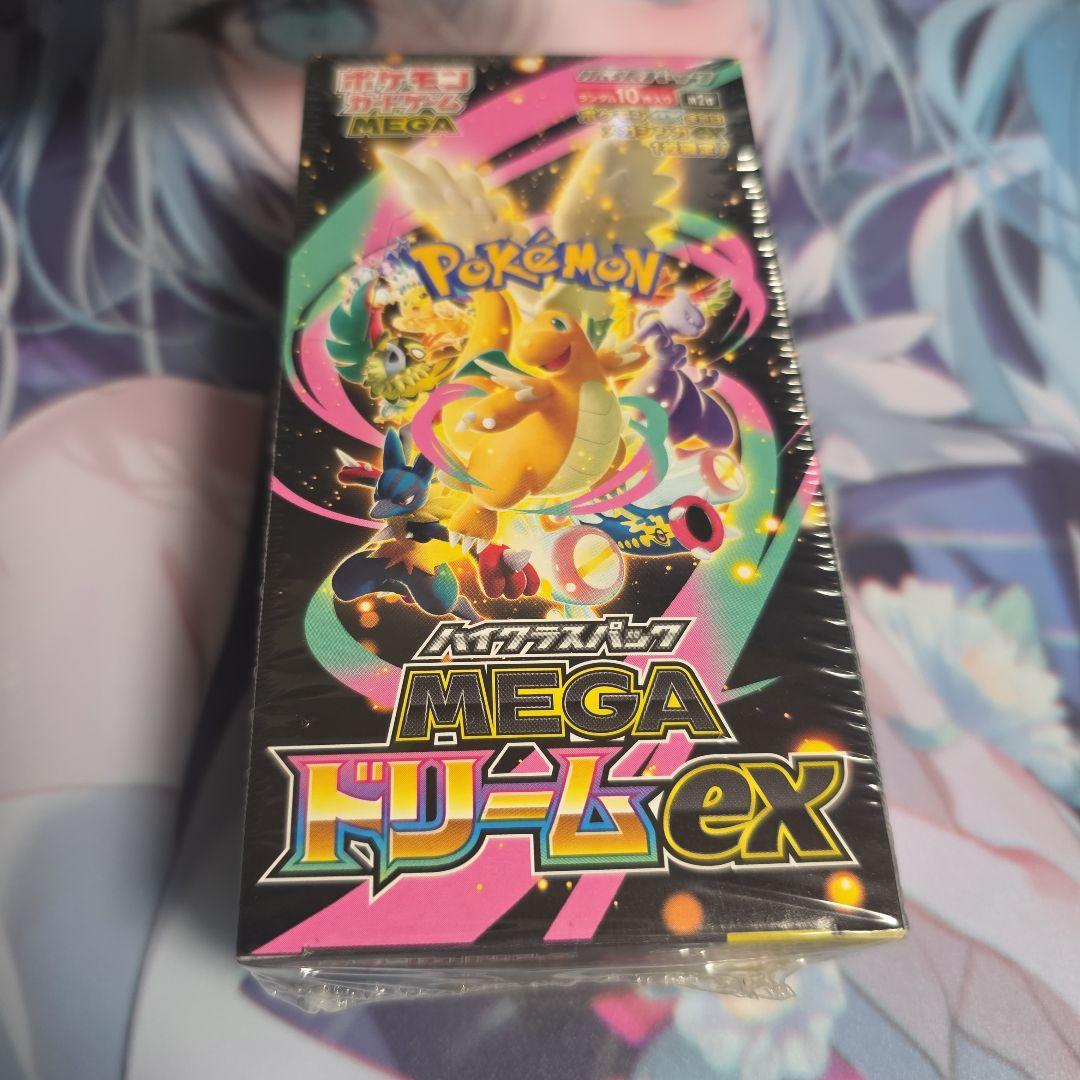 ポケモン
カードゲーム
MEGA
ハイクラスパック
ランダム10枚入り
POKéMON
ハイクラスパック
MEGA
ドリームex